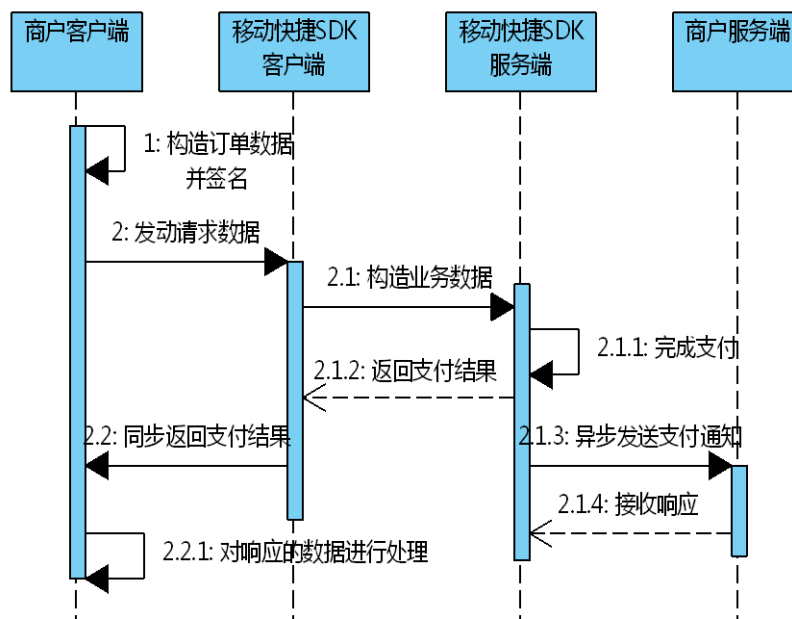 商户客户端
移动快捷SDK
客户端
移动快捷SDK
服务端
商户服务端
1: 构造订单数据
并签名
2: 发动请求数据
2.1: 构造业务数据
2.1.1: 完成支付
2.1.2: 返回支付结果
2.2: 同步返回支付结果
2.1.3: 异步发送支付通知
2.1.4: 接收响应
2.2.1: 对响应的数据进行处理